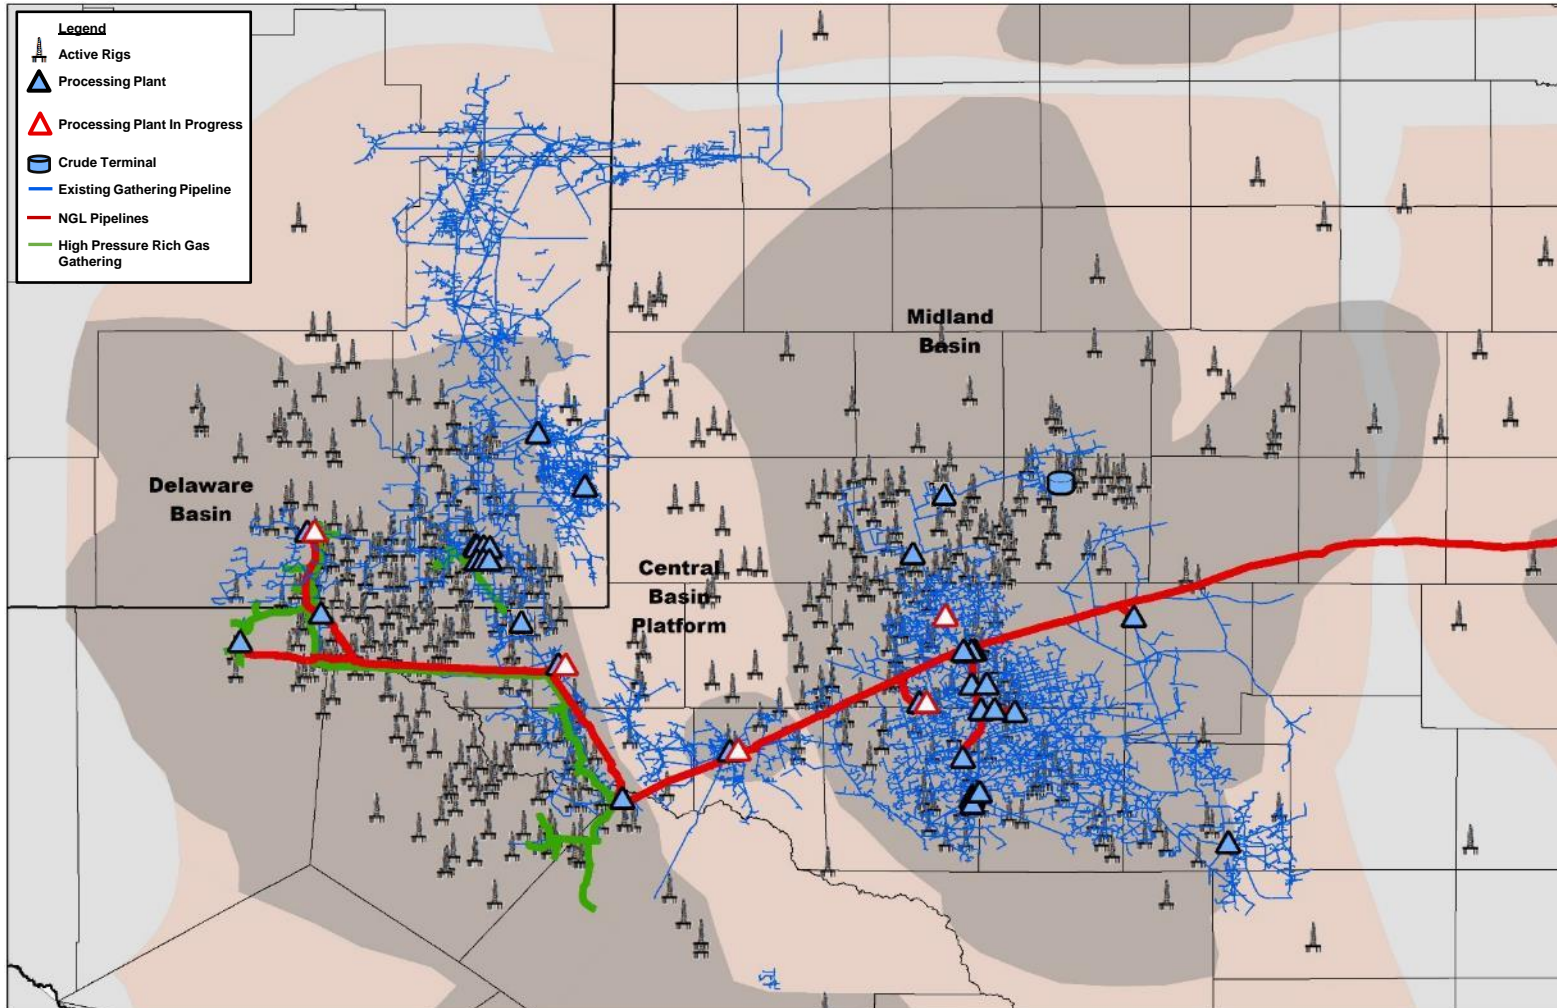 Legend
Active Rigs
Processing Plant
Processing Plant In Progress
Crude Terminal
Existing Gathering Pipeline
NGL Pipelines
High Pressure Rich Gas
Gathering
Midland
Basin
Delaware
Basin
Central
Basin
Platform